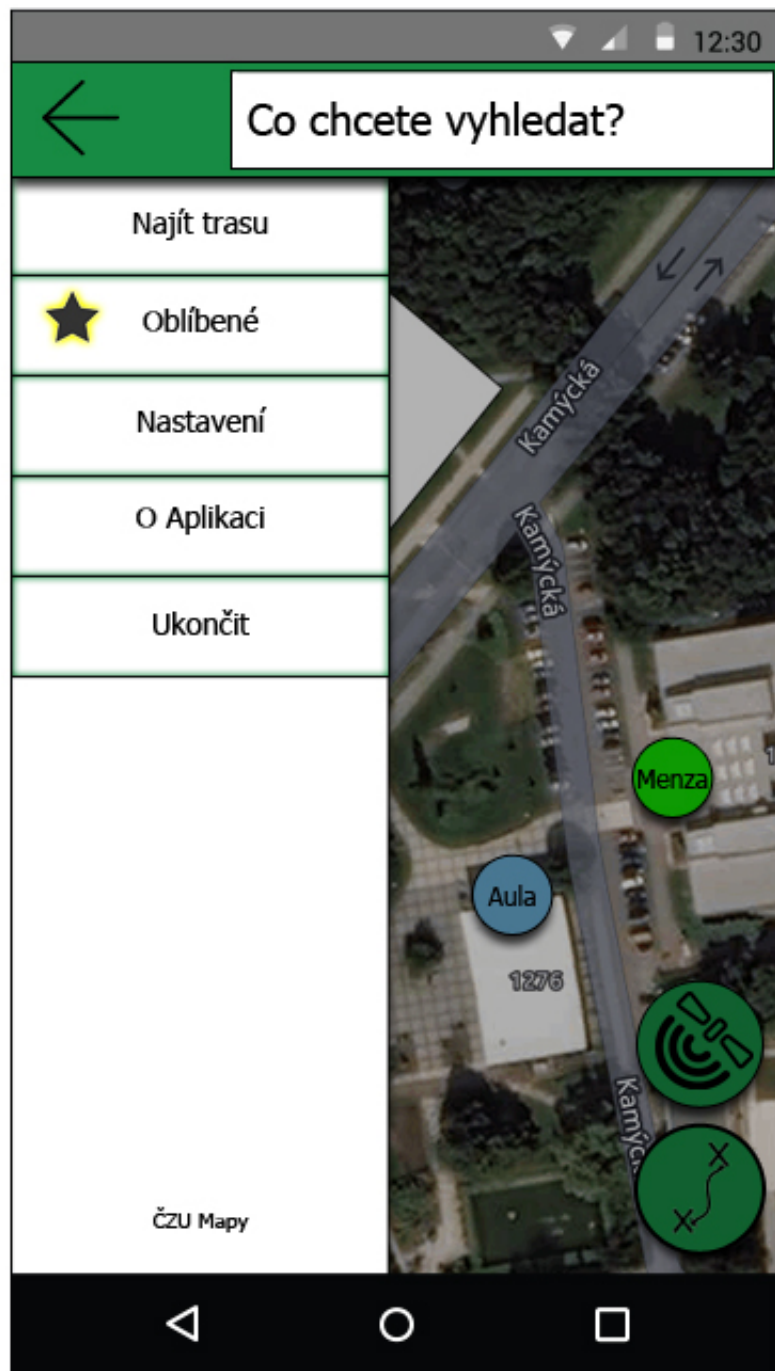 12:30
Co chcete vyhledat?
Najít trasu
Oblíbené
Nastavení
O Aplikaci
Ukončit
ČZU Mapy
Kamýcká
Kamýcká
Menza
Aula
1276